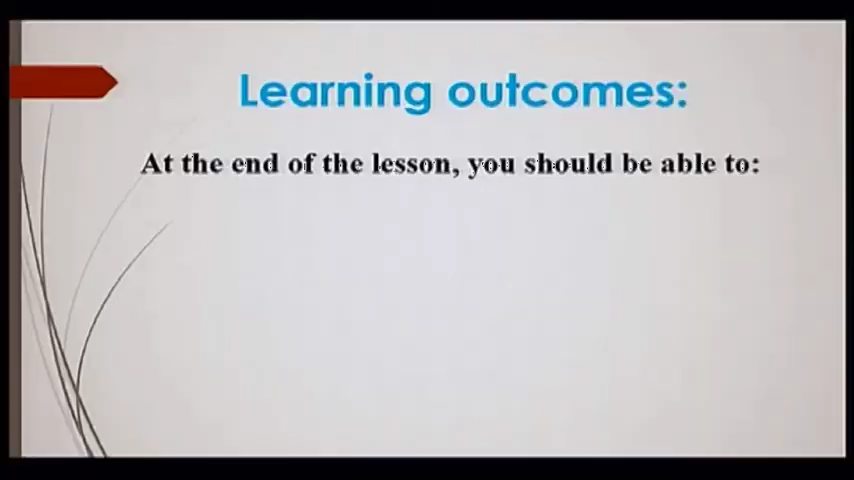 Learning outcomes:
At the end of the lesson, you should be able to: